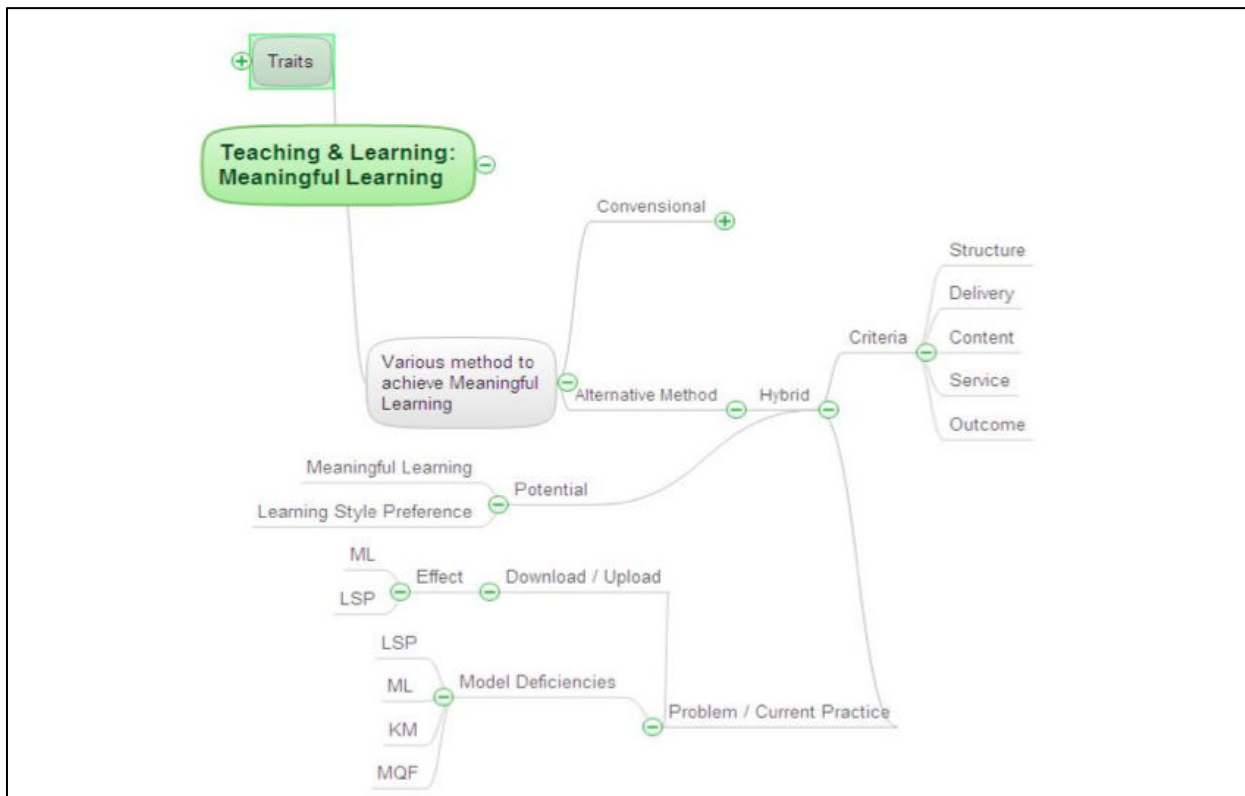 Traits
Teaching & Learning:
Meaningful Learning
Convensional
Structure
Delivery
Criteria
Content
Various method to
achieve Meaningful
Learning
Service
Alternative Method
Hybrid
Outcome
Meaningful Learning
Potential
Learning Style Preference
ML
Effect
Download / Upload
LSP
LSP
Model Deficiencies
ML
Problem / Current Practice
KM
MQF